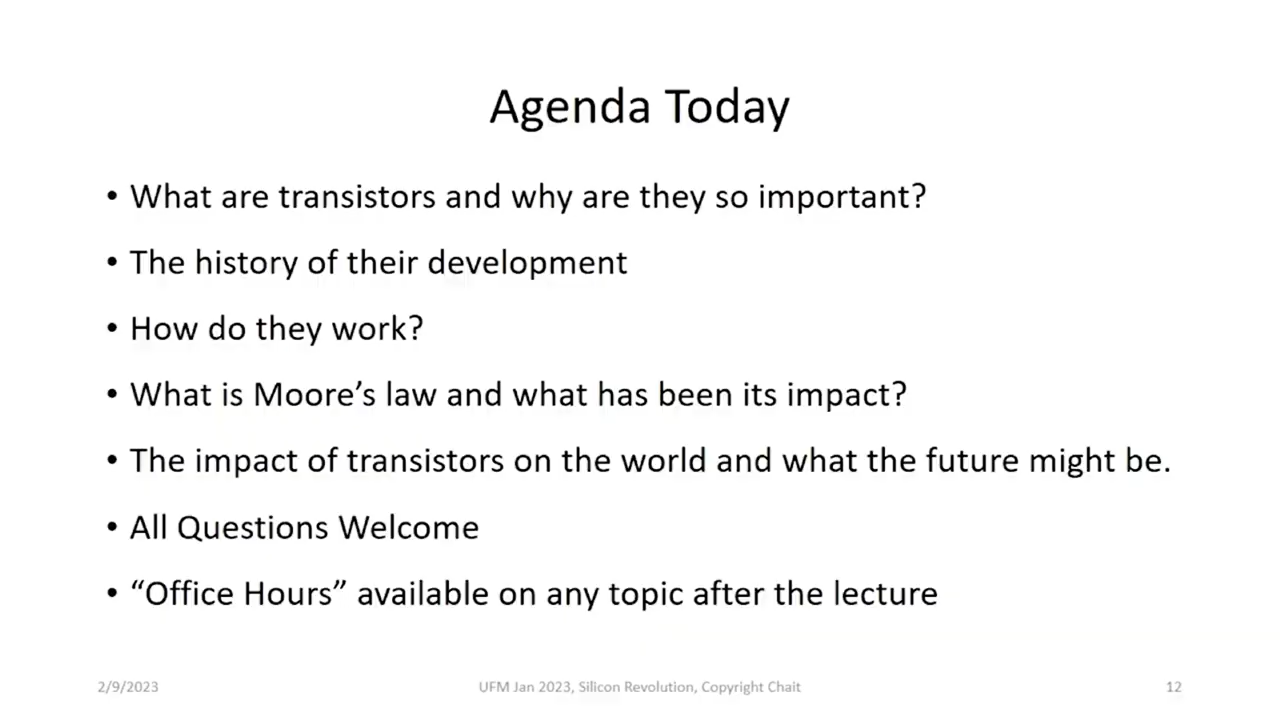 Agenda Today
• What are transistors and why are they so important?
• The history of their development
• How do they work?
• What is Moore’s law and what has been its impact?
• The impact of transistors on the world and what the future might be.
• All Questions Welcome
• “Office Hours” available on any topic after the lecture
2/9/2023
UFM Jan 2023, Silicon Revolution, Copyright Chait
12